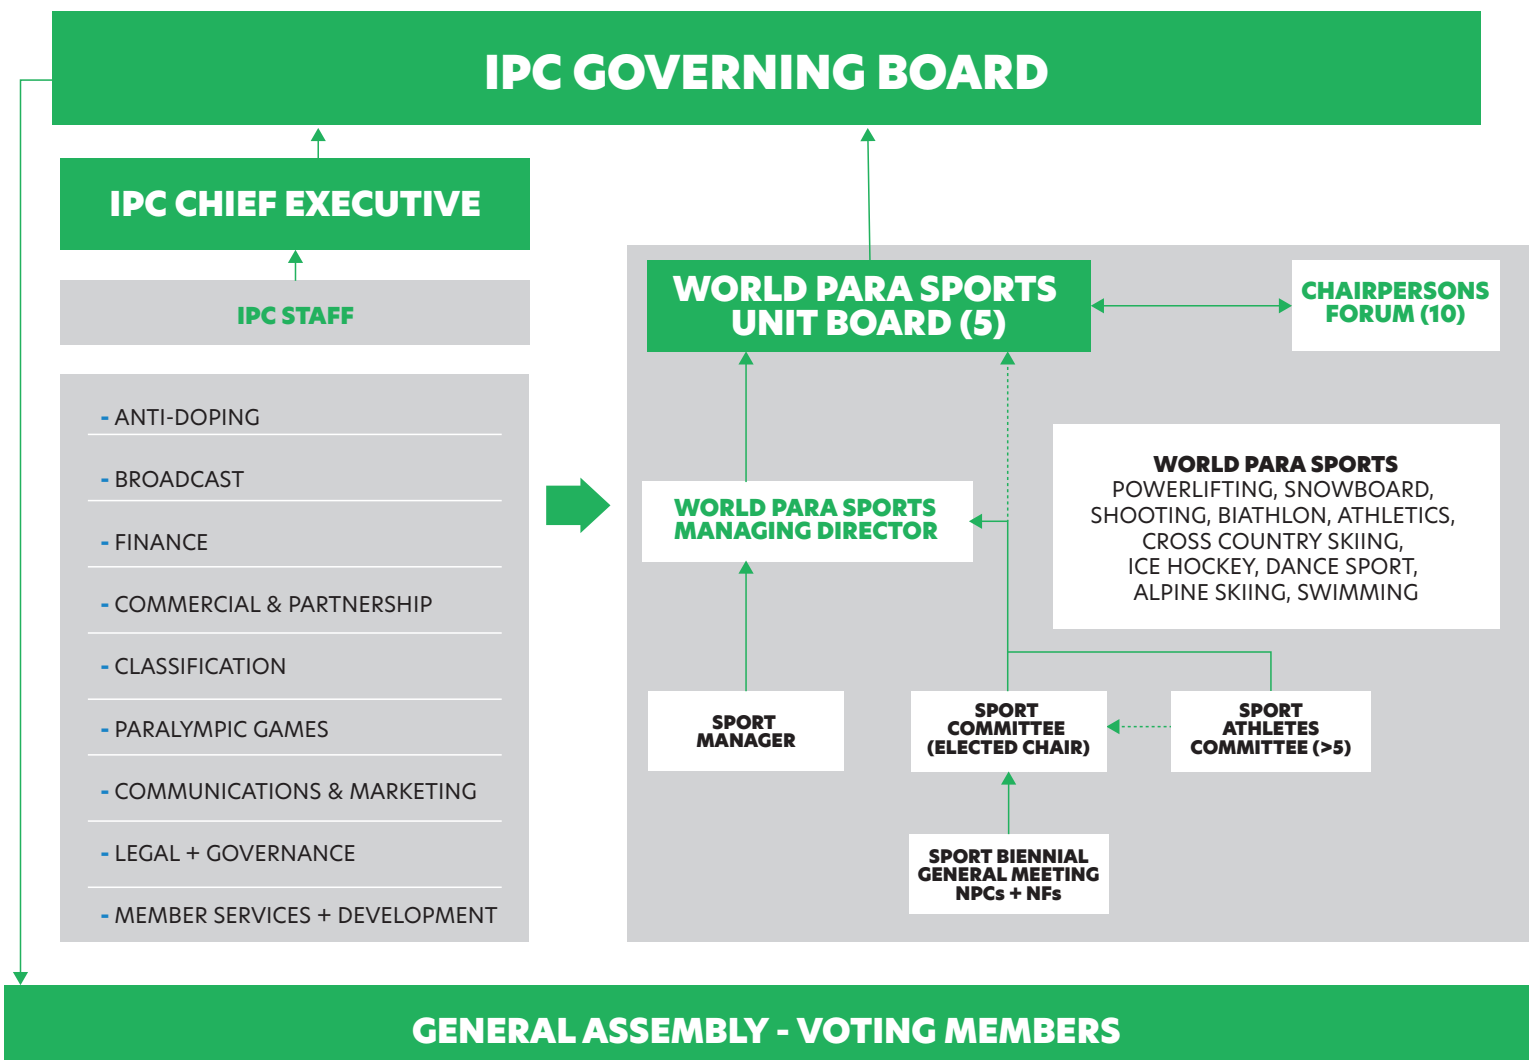 IPC GOVERNING BOARD
IPC CHIEF EXECUTIVE
IPC STAFF
- ANTI-DOPING
- BROADCAST
- FINANCE
- COMMERCIAL & PARTNERSHIP
- CLASSIFICATION
- PARALYMPIC GAMES
- COMMUNICATIONS & MARKETING
- LEGAL + GOVERNANCE
- MEMBER SERVICES + DEVELOPMENT
WORLD PARA SPORTS
UNIT BOARD (5)
CHAIRPERSONS
FORUM (10)
WORLD PARA SPORTS
MANAGING DIRECTOR
WORLD PARA SPORTS
POWERLIFTING, SNOWBOARD,
SHOOTING, BIATHLON, ATHLETICS,
CROSS COUNTRY SKIING,
ICE HOCKEY, DANCE SPORT,
ALPINE SKIING, SWIMMING
SPORT
MANAGER
SPORT
COMMITTEE
(ELECTED CHAIR)
SPORT
ATHLETES
COMMITTEE (>5)
SPORT BIENNIAL
GENERAL MEETING
NPCs + NFs
GENERAL ASSEMBLY - VOTING MEMBERS